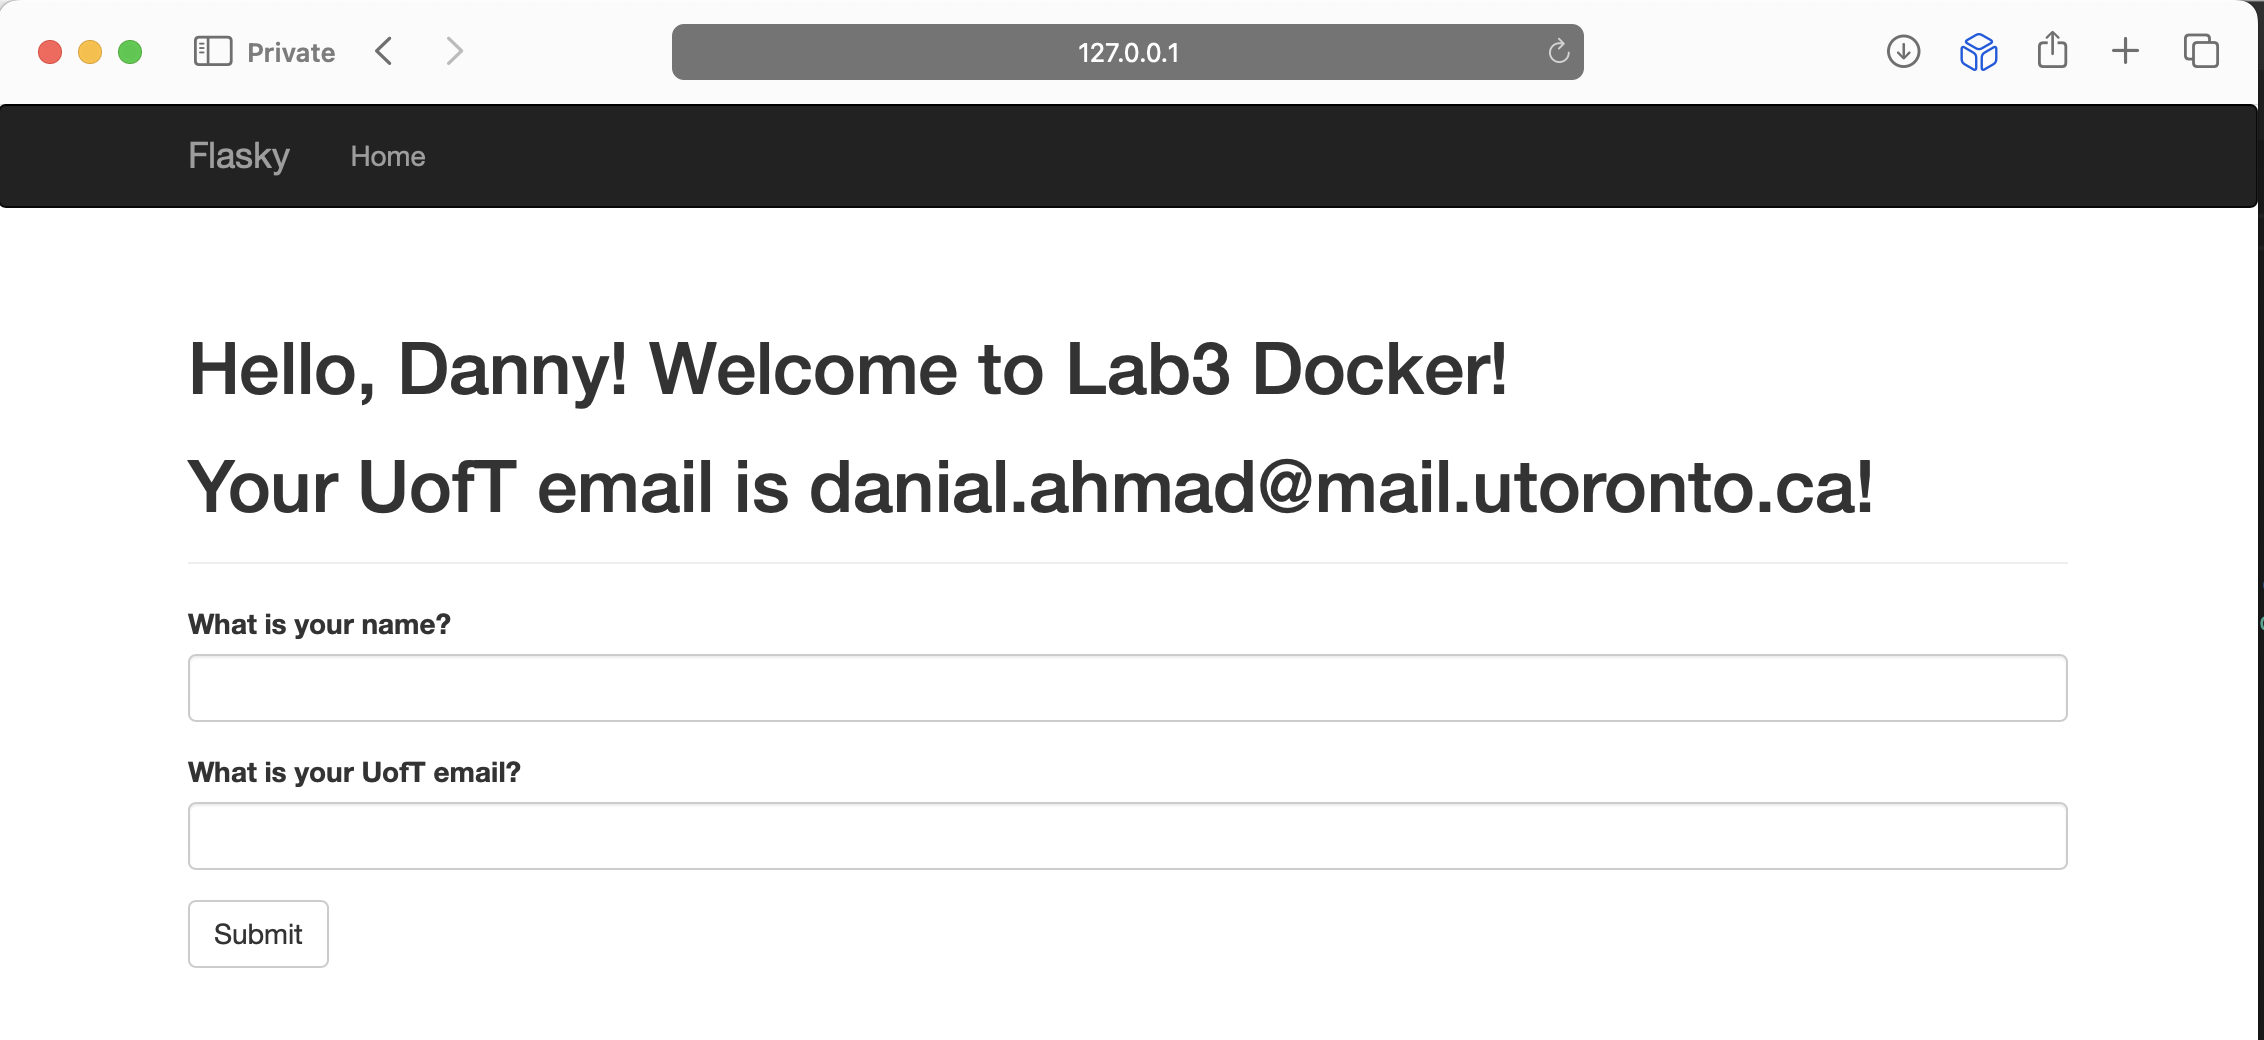 Private
127.0.0.1
Flasky Home
Hello, Danny! Welcome to Lab3 Docker!
Your UofT email is danial.ahmad@mail.utoronto.ca!
What is your name?
What is your UofT email?
Submit